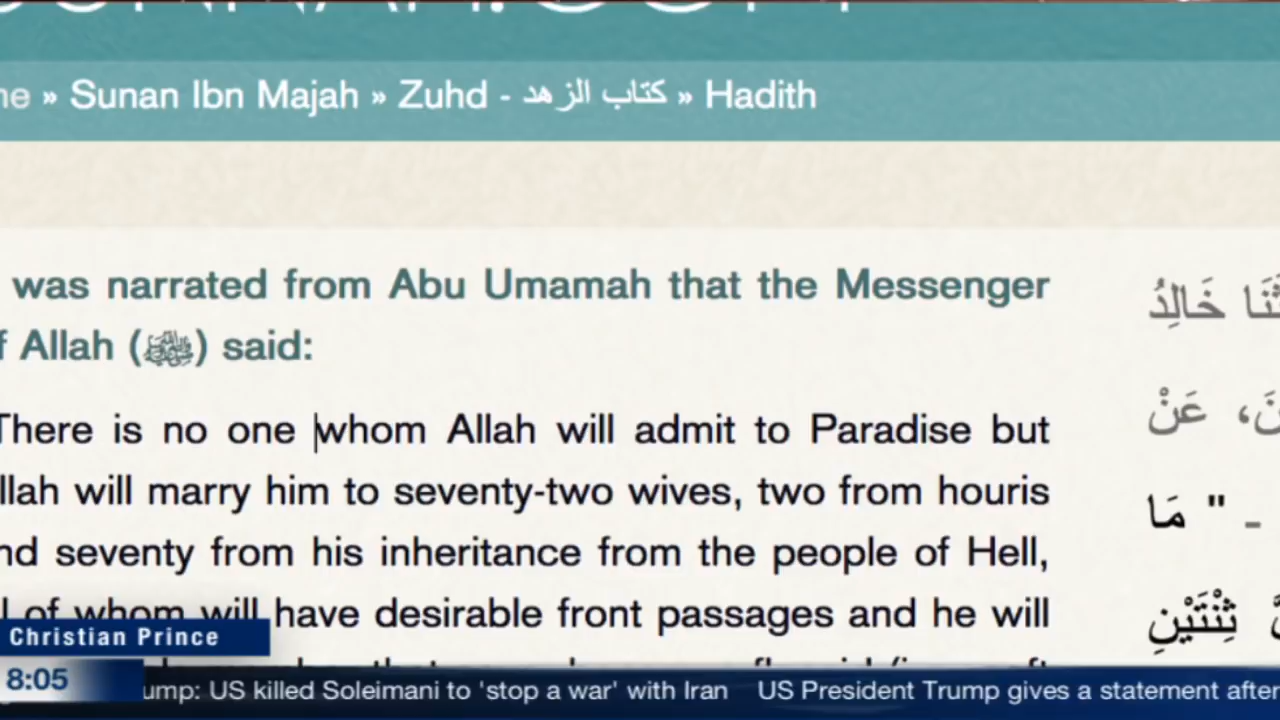 ne » Sunan Ibn Majah » Zuhd - كتاب الزهد » Hadith
was narrated from Abu Umamah that the Messenger
f Allah (ﷺ) said:
There is no one whom Allah will admit to Paradise but
llah will marry him to seventy-two wives, two from houris
nd seventy from his inheritance from the people of Hell,
l of whom will have desirable front passages and he will
ثَنَا خَالِدُ
نَ، عَنْ
ـ " مَا
ثِنْتَيْنِ
Christian Prince
8:05
ump: US killed Soleimani to 'stop a war' with Iran US President Trump gives a statement after